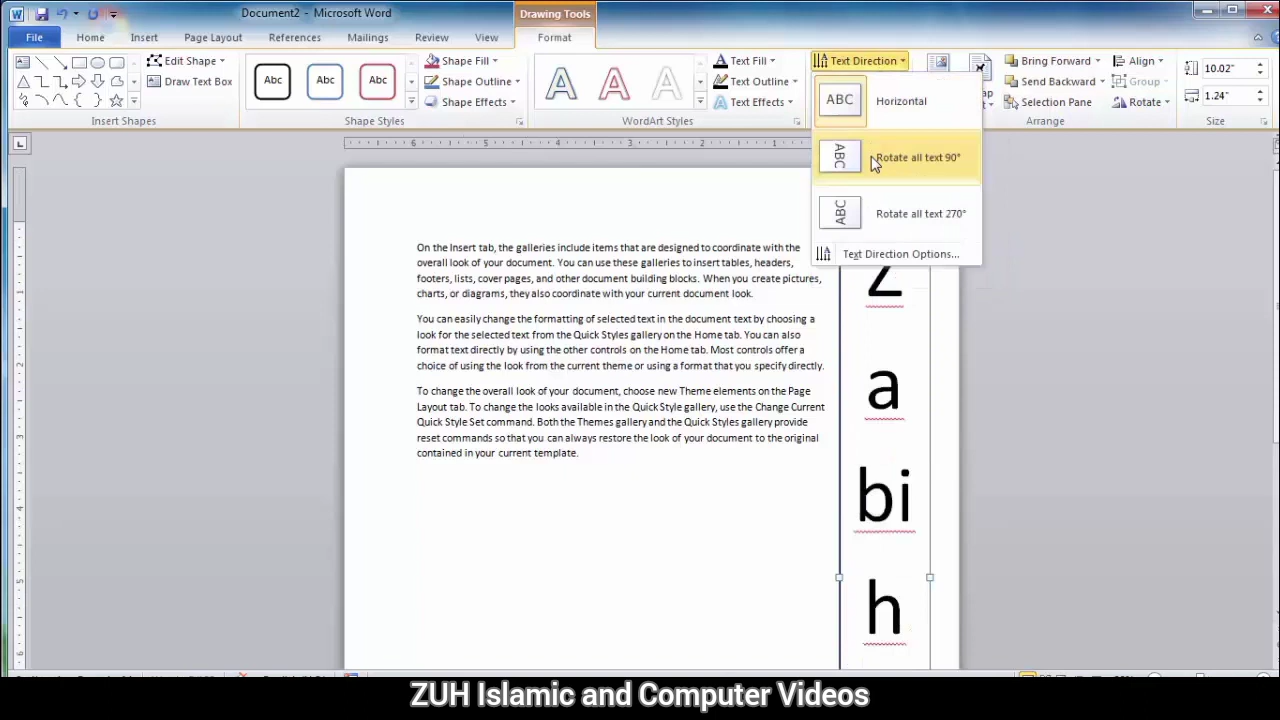 Document2 - Microsoft Word
Drawing Tools
File Home Insert Page Layout References Mailings Review View Format
Edit Shape
Draw Text Box
Insert Shapes
Abc Abc Abc
Shape Fill
Shape Outline
Shape Effects
Shape Styles
A A A
Text Fill
Text Outline
Text Effects
WordArt Styles
Text Direction
ABC Horizontal
ABC Rotate all text 90°
ABC Rotate all text 270°
Text Direction Options...
Bring Forward
Send Backward
Selection Pane
Align
Group
Rotate
Arrange
10.02"
1.24"
Size
On the Insert tab, the galleries include items that are designed to coordinate with the
overall look of your document. You can use these galleries to insert tables, headers,
footers, lists, cover pages, and other document building blocks. When you create pictures,
charts, or diagrams, they also coordinate with your current document look.
You can easily change the formatting of selected text in the document text by choosing a
look for the selected text from the Quick Styles gallery on the Home tab. You can also
format text directly by using the other controls on the Home tab. Most controls offer a
choice of using the look from the current theme or using a format that you specify directly.
To change the overall look of your document, choose new Theme elements on the Page
Layout tab. To change the looks available in the Quick Style gallery, use the Change Current
Quick Style Set command. Both the Themes gallery and the Quick Styles gallery provide
reset commands so that you can always restore the look of your document to the original
contained in your current template.
Z
a
bi
h
ZUH Islamic and Computer Videos